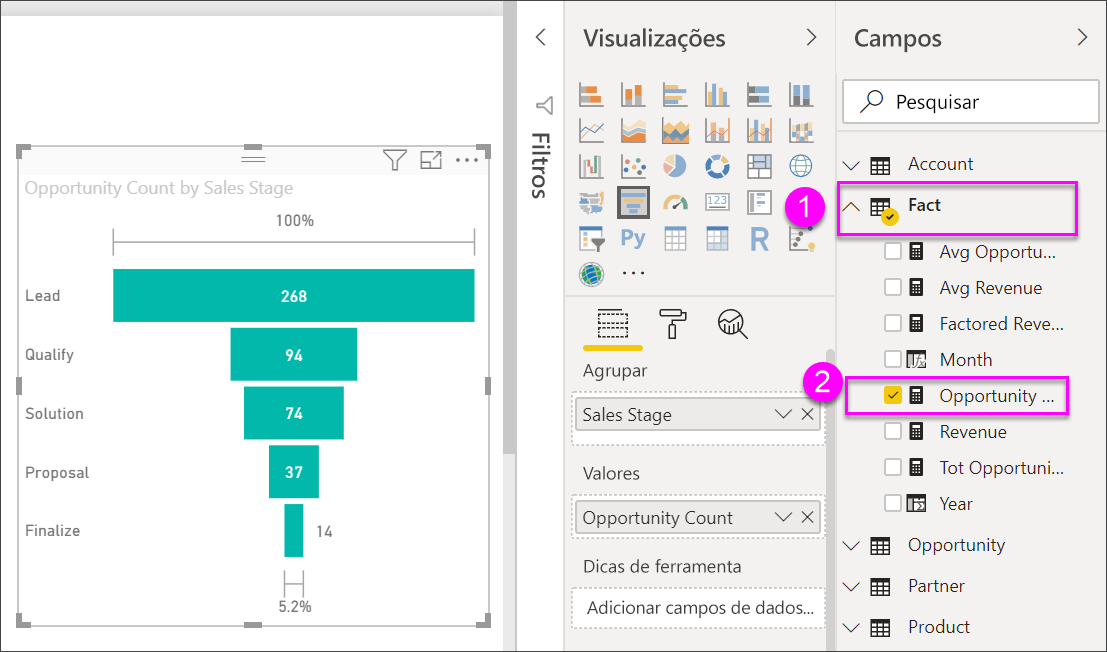 Opportunity Count by Sales Stage
100%
Lead
268
Qualify
94
Solution
74
Proposal
37
Finalize
14
5.2%
Filtros
Visualizações
123
Py
R
Agrupar
Sales Stage
Valores
Opportunity Count
Dicas de ferramenta
Adicionar campos de dados...
Campos
Pesquisar
Account
1
Fact
Avg Opportu...
Avg Revenue
Factored Reve...
Month
2
Opportunity ...
Revenue
Tot Opportuni...
Year
Opportunity
Partner
Product